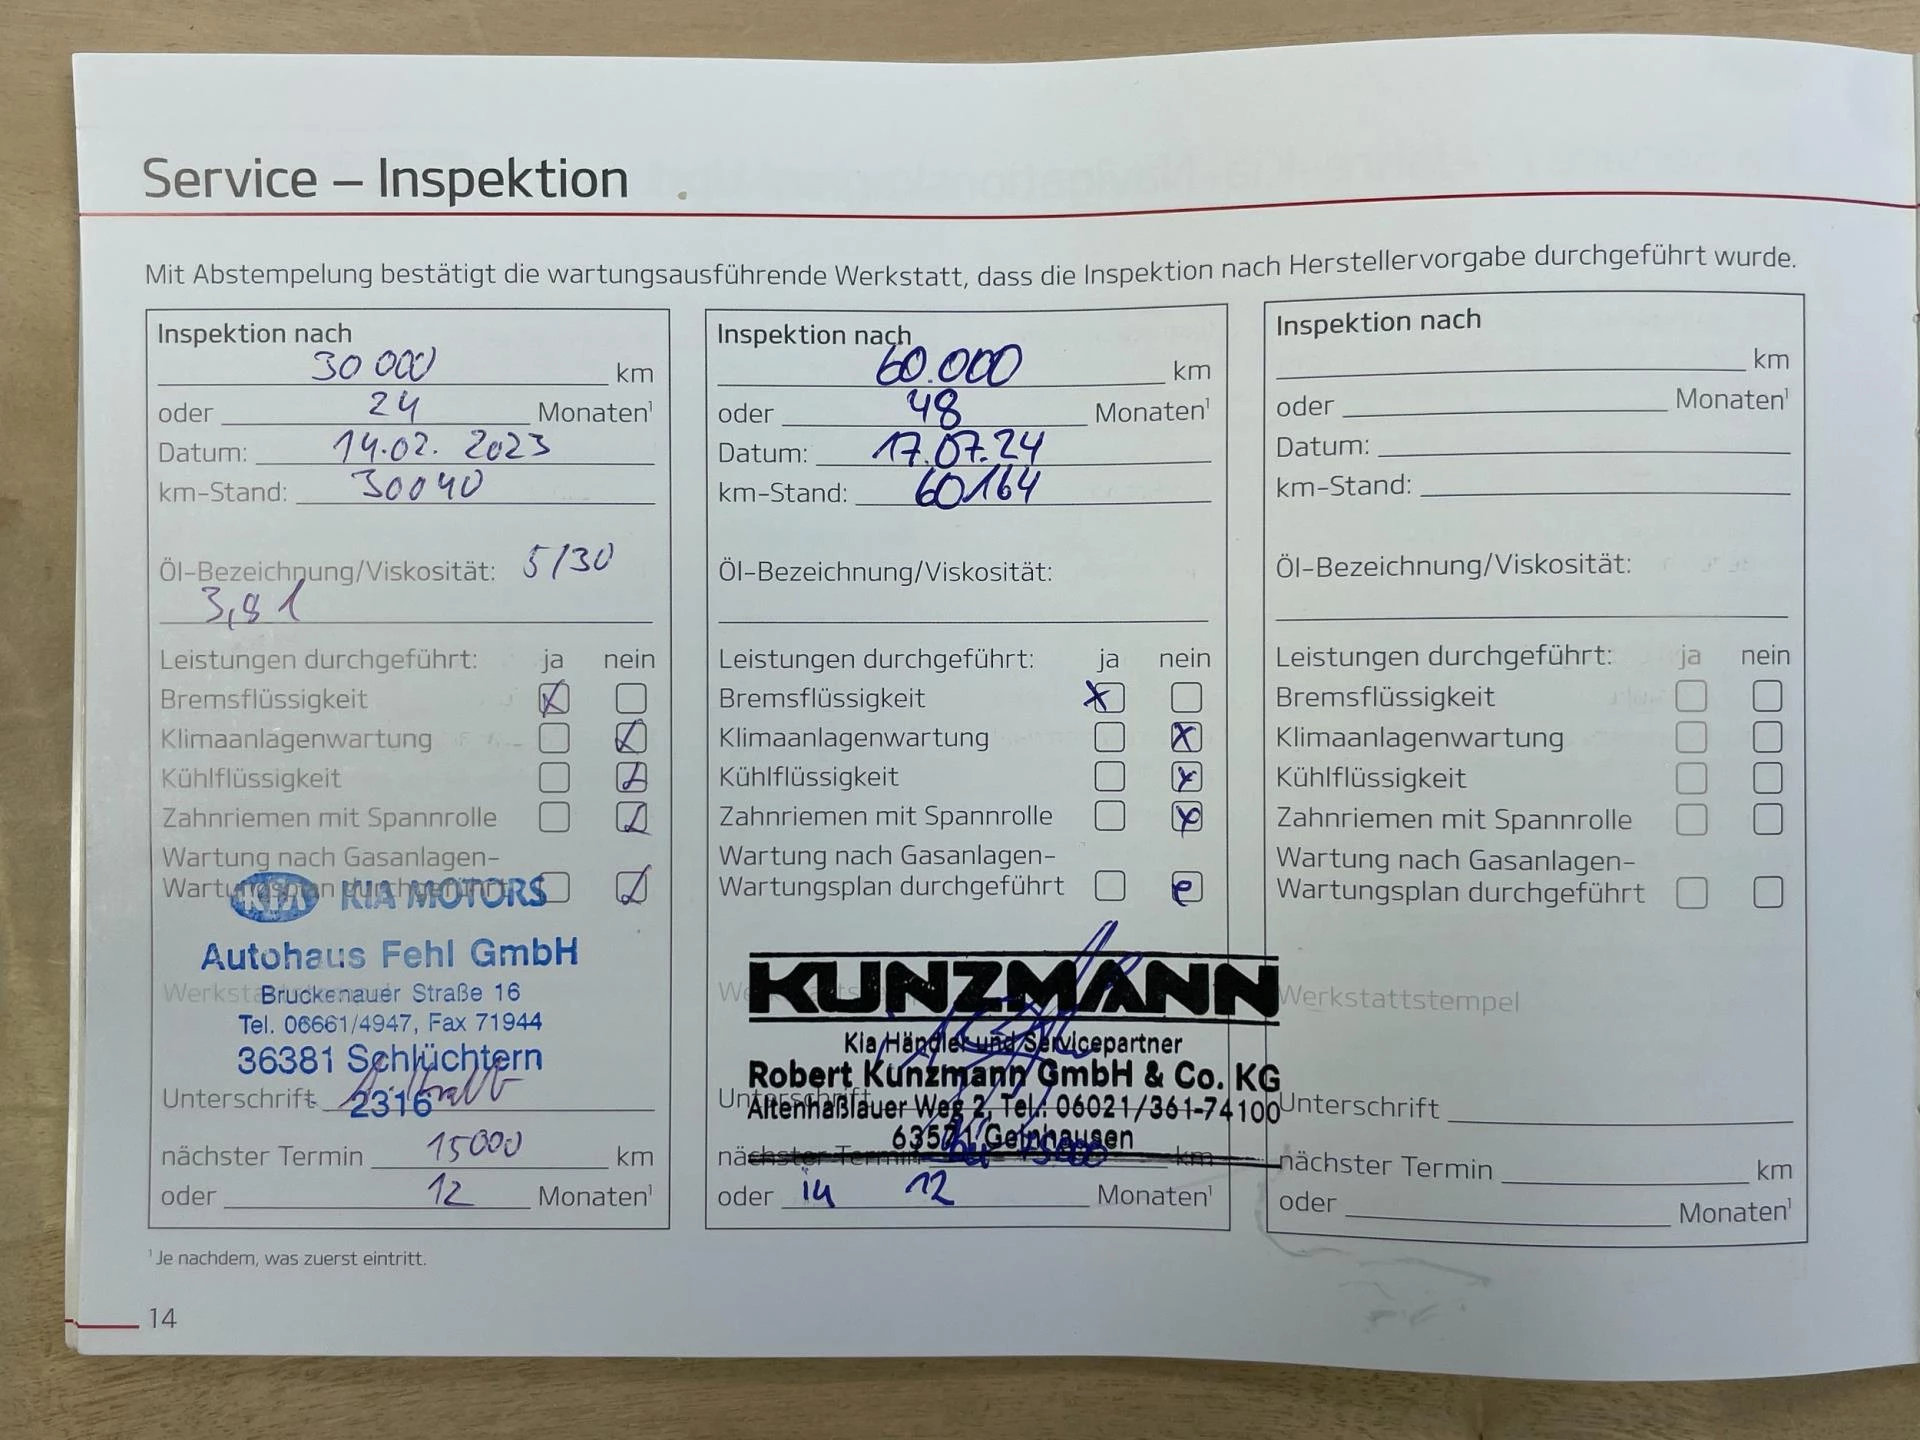 Service – Inspektion
Mit Abstempelung bestätigt die wartungsausführende Werkstatt, dass die Inspektion nach Herstellervorgabe durchgeführt wurde.
Inspektion nach
30 000 km
oder 24 Monaten¹
Datum: 14.02. 2023
km-Stand: 30040
Öl-Bezeichnung/Viskosität: 5/30
3,8 l
Leistungen durchgeführt: ja nein
Bremsflüssigkeit
Klimaanlagenwartung
Kühlflüssigkeit
Zahnriemen mit Spannrolle
Wartung nach Gasanlagen-
Wartungsplan durchgeführt
KIA KIA MOTORS
Autohaus Fehl GmbH
Bruckenauer Straße 16
Tel. 06661/4947, Fax 71944
36381 Schlüchtern
Unterschrift 2316
nächster Termin 15000 km
oder 12 Monaten¹
Inspektion nach
60.000 km
oder 48 Monaten¹
Datum: 17.07.24
km-Stand: 60164
Öl-Bezeichnung/Viskosität:
Leistungen durchgeführt: ja nein
Bremsflüssigkeit
Klimaanlagenwartung
Kühlflüssigkeit
Zahnriemen mit Spannrolle
Wartung nach Gasanlagen-
Wartungsplan durchgeführt
KUNZMANN
Kia Händler und Servicepartner
Robert Kunzmann GmbH & Co. KG
Unterschrift
Altenhaßlauer Weg 2, Tel.: 06021/361-74100
63571 Gelnhausen
nächster Termin bei 75000 km
oder in 12 Monaten¹
Inspektion nach
km
oder Monaten¹
Datum:
km-Stand:
Öl-Bezeichnung/Viskosität:
Leistungen durchgeführt: ja nein
Bremsflüssigkeit
Klimaanlagenwartung
Kühlflüssigkeit
Zahnriemen mit Spannrolle
Wartung nach Gasanlagen-
Wartungsplan durchgeführt
Werkstattstempel
Unterschrift
nächster Termin km
oder Monaten¹
¹ Je nachdem, was zuerst eintritt.
14